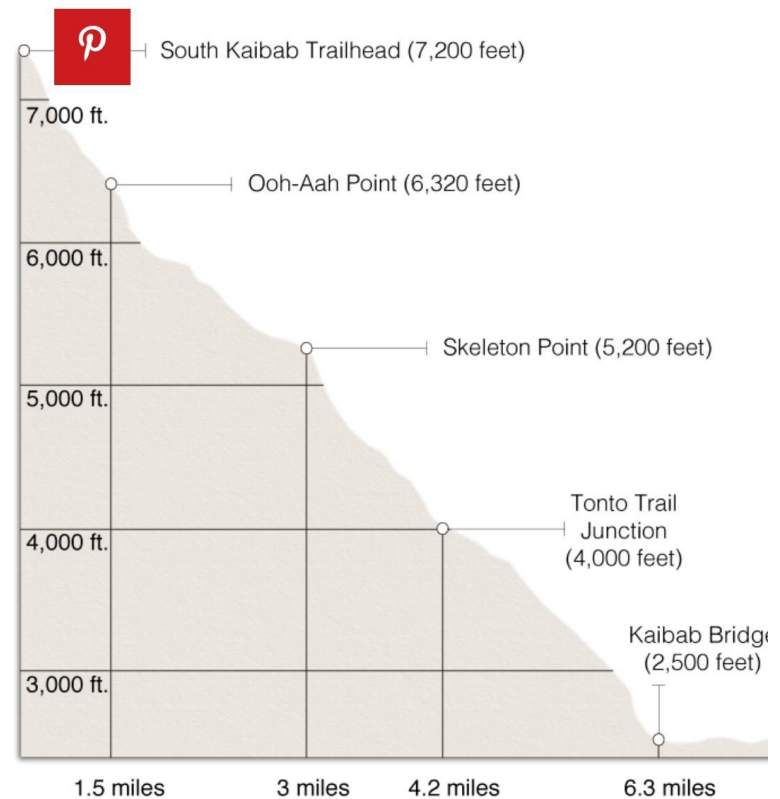 South Kaibab Trailhead (7,200 feet)
7,000 ft.
Ooh-Aah Point (6,320 feet)
6,000 ft.
Skeleton Point (5,200 feet)
5,000 ft.
Tonto Trail
Junction
(4,000 feet)
4,000 ft.
Kaibab Bridge
(2,500 feet)
3,000 ft.
1.5 miles 3 miles 4.2 miles 6.3 miles